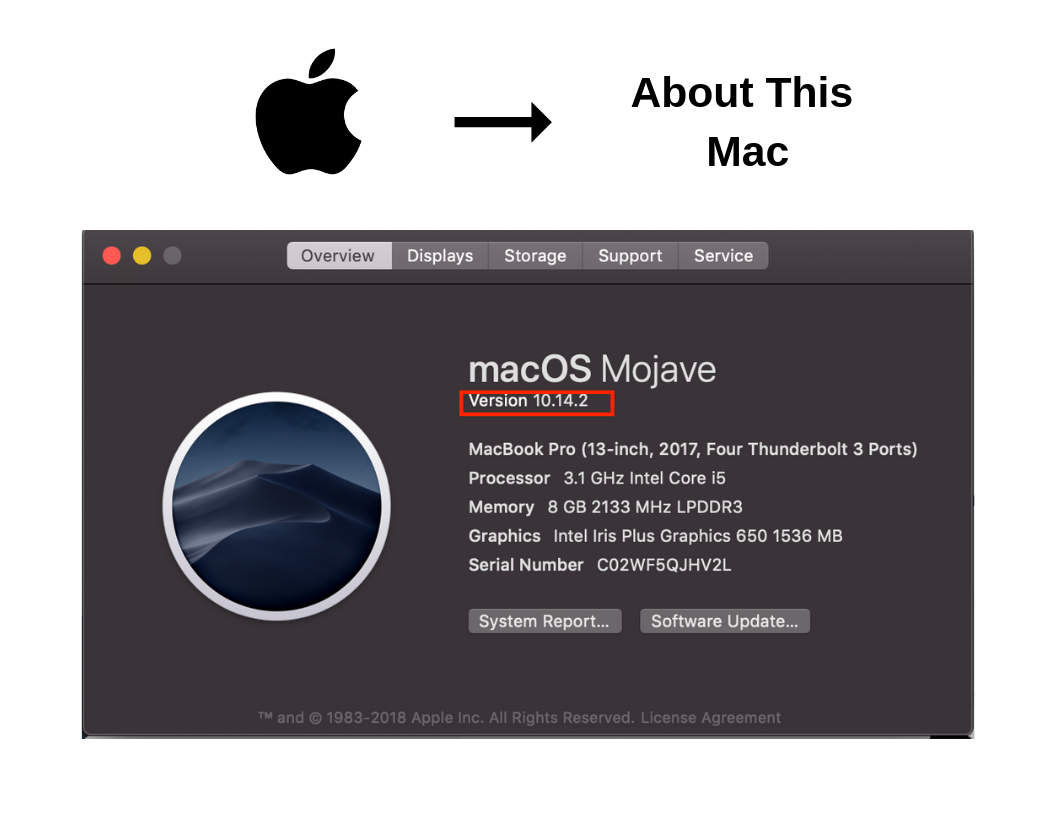 About This
Mac
Overview Displays Storage Support Service
macOS Mojave
Version 10.14.2
MacBook Pro (13-inch, 2017, Four Thunderbolt 3 Ports)
Processor 3.1 GHz Intel Core i5
Memory 8 GB 2133 MHz LPDDR3
Graphics Intel Iris Plus Graphics 650 1536 MB
Serial Number C02WF5QJHV2L
System Report... Software Update...
™ and © 1983-2018 Apple Inc. All Rights Reserved. License Agreement